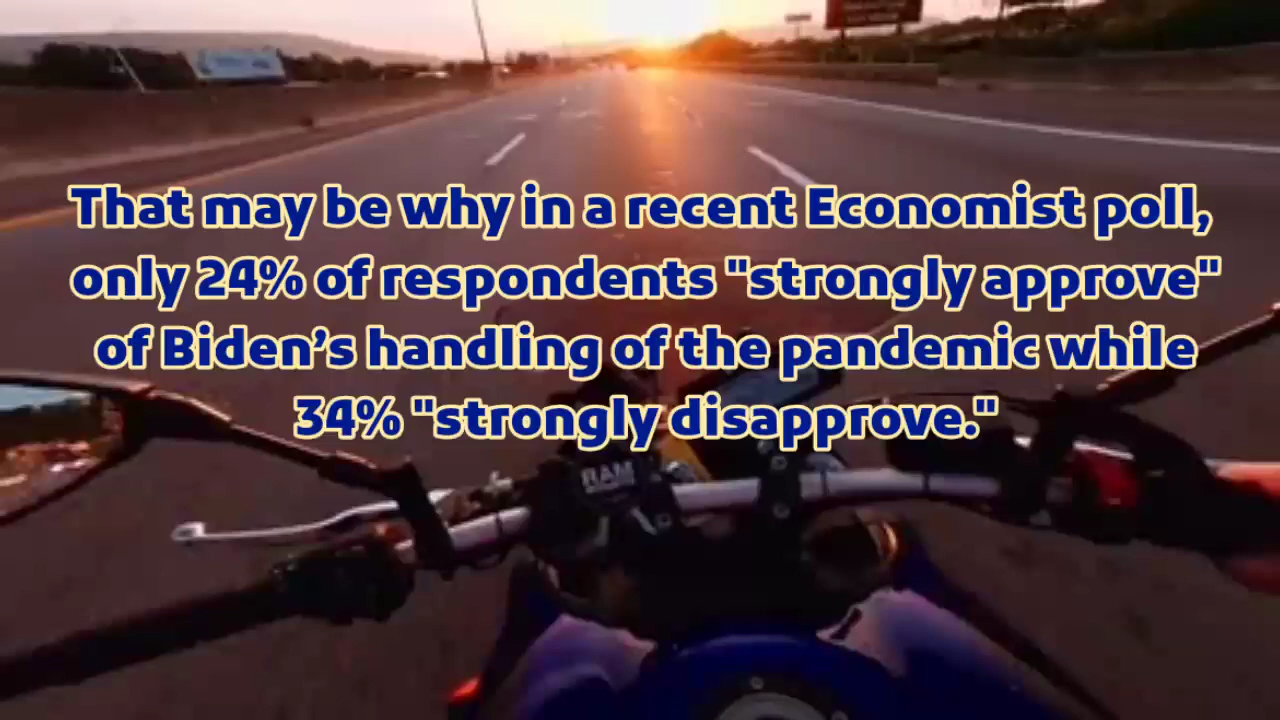 That may be why in a recent Economist poll,
only 24% of respondents "strongly approve"
of Biden’s handling of the pandemic while
34% "strongly disapprove."
RAM